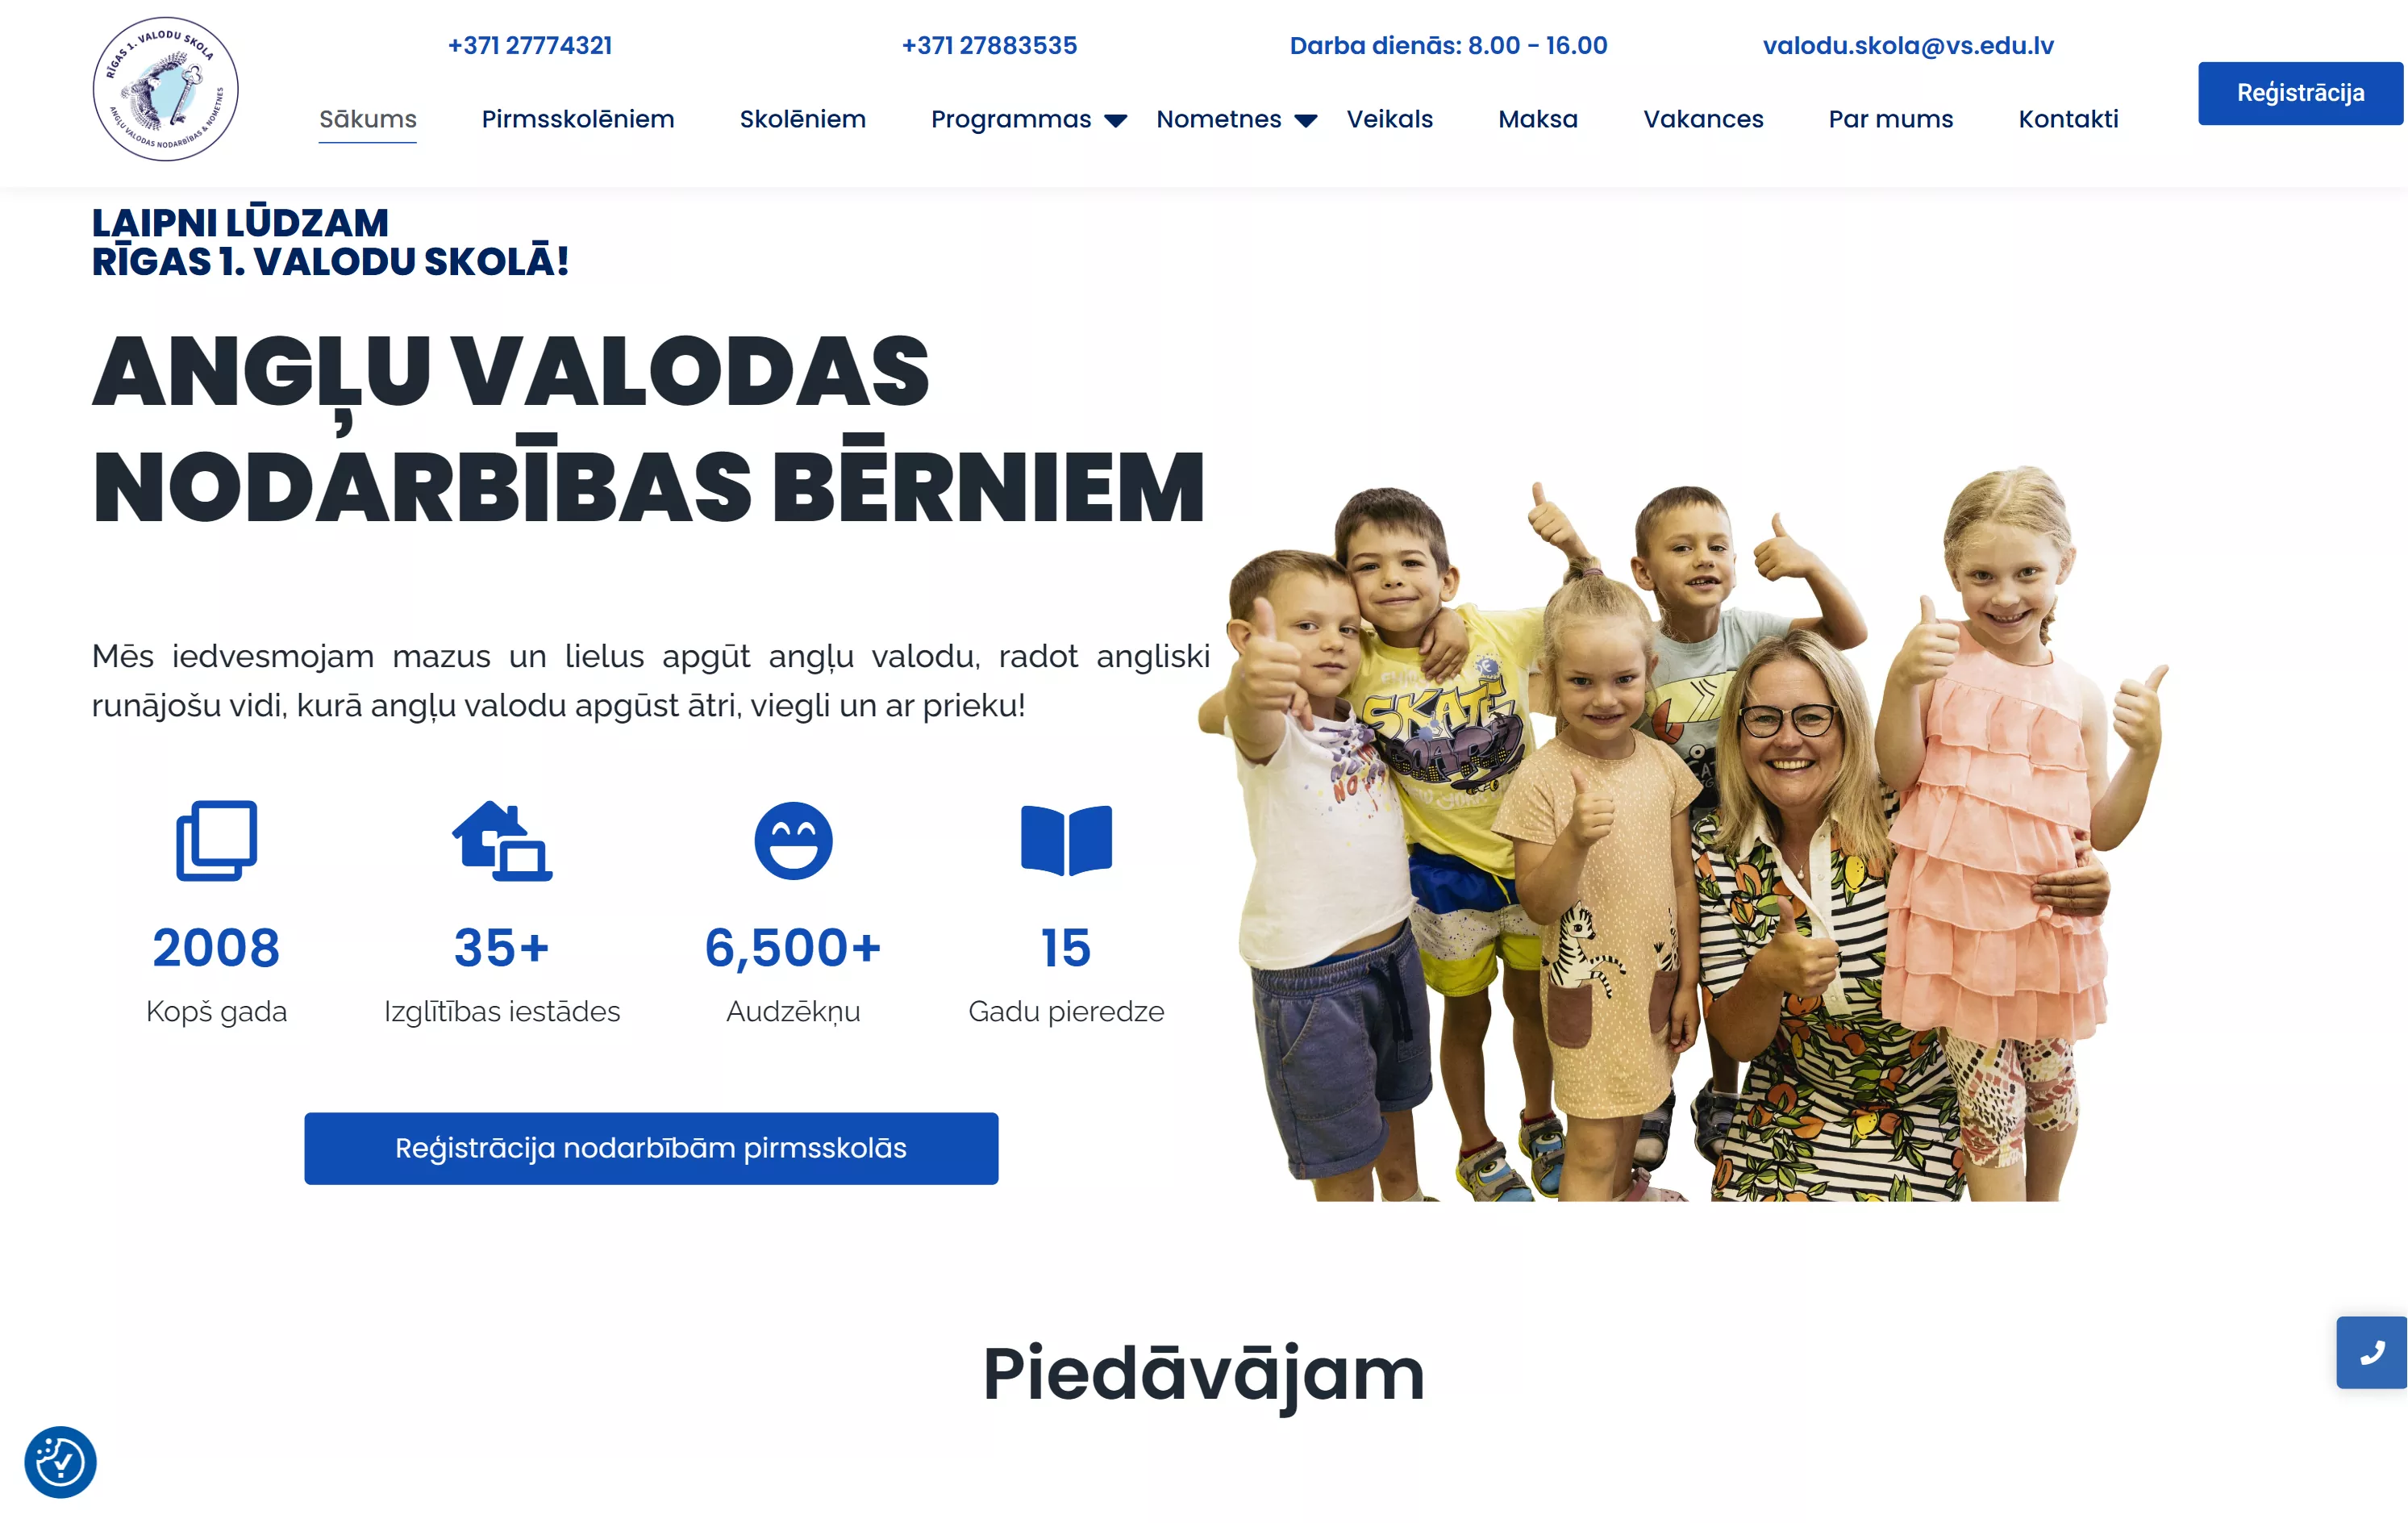 RĪGAS 1. VALODU SKOLA
ANGĻU VALODAS NODARBĪBAS & NOMETNES
+371 27774321
+371 27883535
Darba dienās: 8.00 - 16.00
valodu.skola@vs.edu.lv
Sākums
Pirmsskolēniem
Skolēniem
Programmas
Nometnes
Veikals
Maksa
Vakances
Par mums
Kontakti
Reģistrācija
LAIPNI LŪDZAM
RĪGAS 1. VALODU SKOLĀ!
ANGĻU VALODAS
NODARBĪBAS BĒRNIEM
Mēs iedvesmojam mazus un lielus apgūt angļu valodu, radot angliski
runājošu vidi, kurā angļu valodu apgūst ātri, viegli un ar prieku!
2008
Kopš gada
35+
Izglītības iestādes
6,500+
Audzēkņu
15
Gadu pieredze
Reģistrācija nodarbībām pirmsskolās
SKATE
Piedāvājam